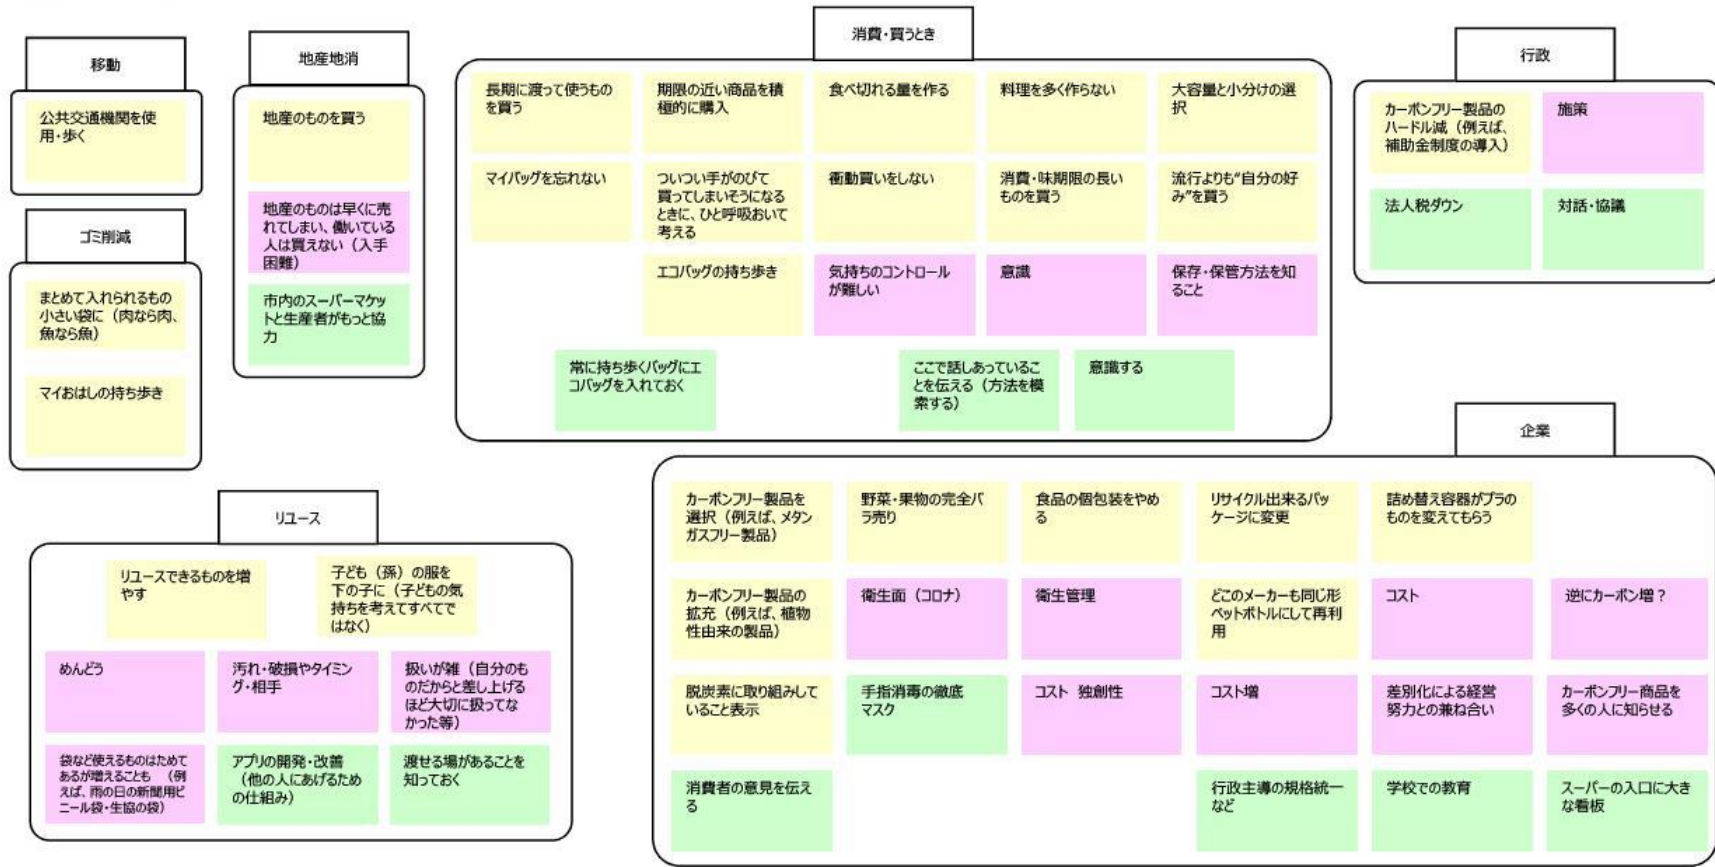 移動
公共交通機関を使
用・歩く
ゴミ削減
まとめて入れられるもの
小さい袋に（肉なら肉、
魚なら魚）
マイおはしの持ち歩き
地産地消
地産のものを買う
地産のものは早くに売
れてしまい、働いている
人は買えない（入手
困難）
市内のスーパーマケッ
トと生産者がもっと協
力
消費・買うとき
長期に渡って使うもの
を買う
期限の近い商品を積
極的に購入
食べ切れる量を作る
料理を多く作らない
大容量と小分けの選
択
マイバッグを忘れない
ついつい手がのびて
買ってしまいそうになる
ときに、ひと呼吸おいて
考える
衝動買いをしない
消費・味期限の長い
ものを買う
流行よりも"自分の好
み"を買う
エコバッグの持ち歩き
気持ちのコントロール
が難しい
意識
保存・保管方法を知
ること
常に持ち歩くバッグにエ
コバッグを入れておく
ここで話しあっているこ
とを伝える（方法を模
索する）
意識する
行政
カーボンフリー製品の
ハードル減（例えば、
補助金制度の導入）
施策
法人税ダウン
対話・協議
リユース
リユースできるものを増
やす
子ども（孫）の服を
下の子に（子どもの気
持ちを考えてすべてで
はなく）
めんどう
汚れ・破損やタイミン
グ・相手
扱いが雑（自分のも
のだからと差し上げる
ほど大切に扱ってな
かった等）
袋など使えるものはためて
あるが増えることも　（例
えば、雨の日の新聞用ビ
ニール袋・生協の袋）
アプリの開発・改善
（他の人にあげるため
の仕組み）
渡せる場があることを
知っておく
企業
カーボンフリー製品を
選択（例えば、メタン
ガスフリー製品）
野菜・果物の完全バ
ラ売り
食品の個包装をやめ
る
リサイクル出来るパッ
ケージに変更
詰め替え容器がプラの
ものを変えてもらう
カーボンフリー製品の
拡充（例えば、植物
性由来の製品）
衛生面（コロナ）
衛生管理
どこのメーカーも同じ形
ペットボトルにして再利
用
コスト
逆にカーボン増？
脱炭素に取り組みして
いること表示
手指消毒の徹底
マスク
コスト 独創性
コスト増
差別化による経営
努力との兼ね合い
カーボンフリー商品を
多くの人に知らせる
消費者の意見を伝え
る
行政主導の規格統一
など
学校での教育
スーパーの入口に大き
な看板